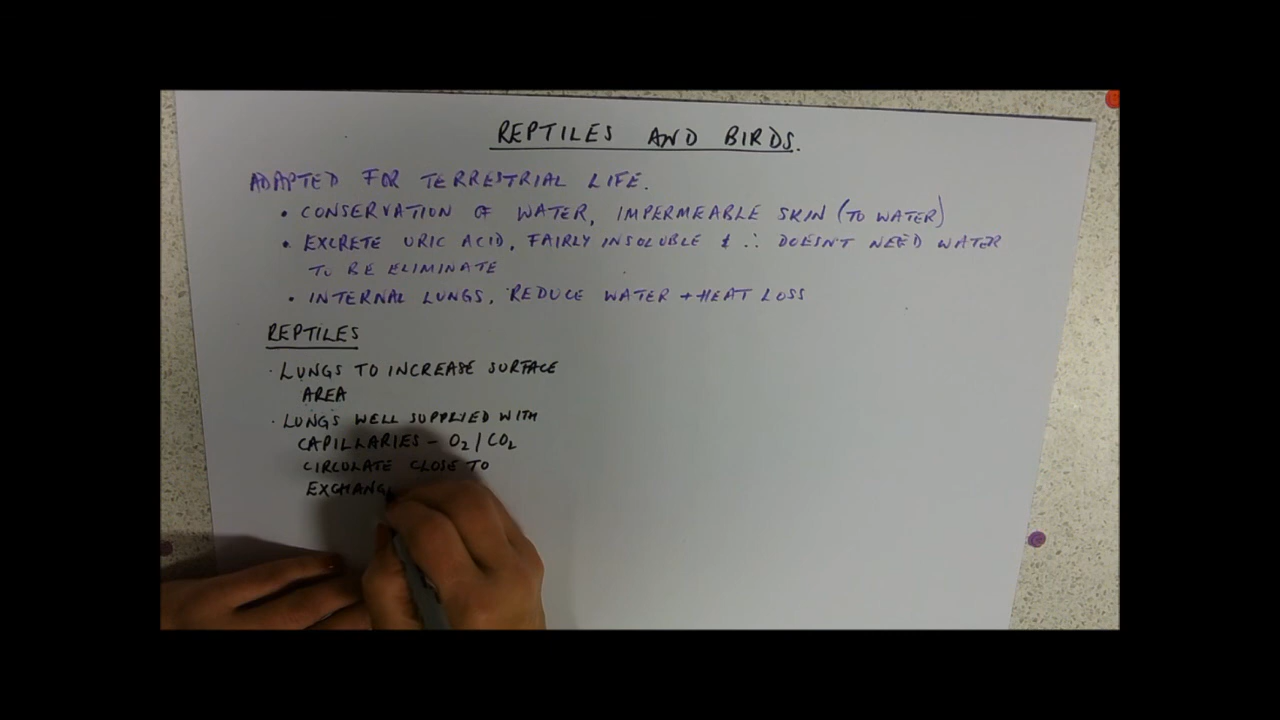 REPTILES AND BIRDS.
ADAPTED FOR TERRESTRIAL LIFE.
• CONSERVATION OF WATER, IMPERMEABLE SKIN (TO WATER)
• EXCRETE URIC ACID, FAIRLY INSOLUBLE & ∴ DOESN'T NEED WATER
TO BE ELIMINATE
• INTERNAL LUNGS, REDUCE WATER + HEAT LOSS
REPTILES
· LUNGS TO INCREASE SURFACE
AREA
· LUNGS WELL SUPPLIED WITH
CAPILLARIES - O₂/CO₂
CIRCULATE CLOSE TO
EXCHANG